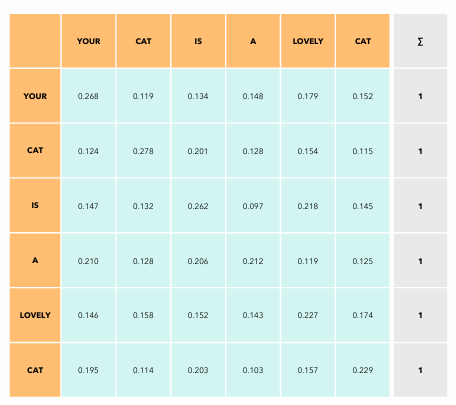 YOUR CAT IS A LOVELY CAT Σ
YOUR 0.268 0.119 0.134 0.148 0.179 0.152 1
CAT 0.124 0.278 0.201 0.128 0.154 0.115 1
IS 0.147 0.132 0.262 0.097 0.218 0.145 1
A 0.210 0.128 0.206 0.212 0.119 0.125 1
LOVELY 0.146 0.158 0.152 0.143 0.227 0.174 1
CAT 0.195 0.114 0.203 0.103 0.157 0.229 1